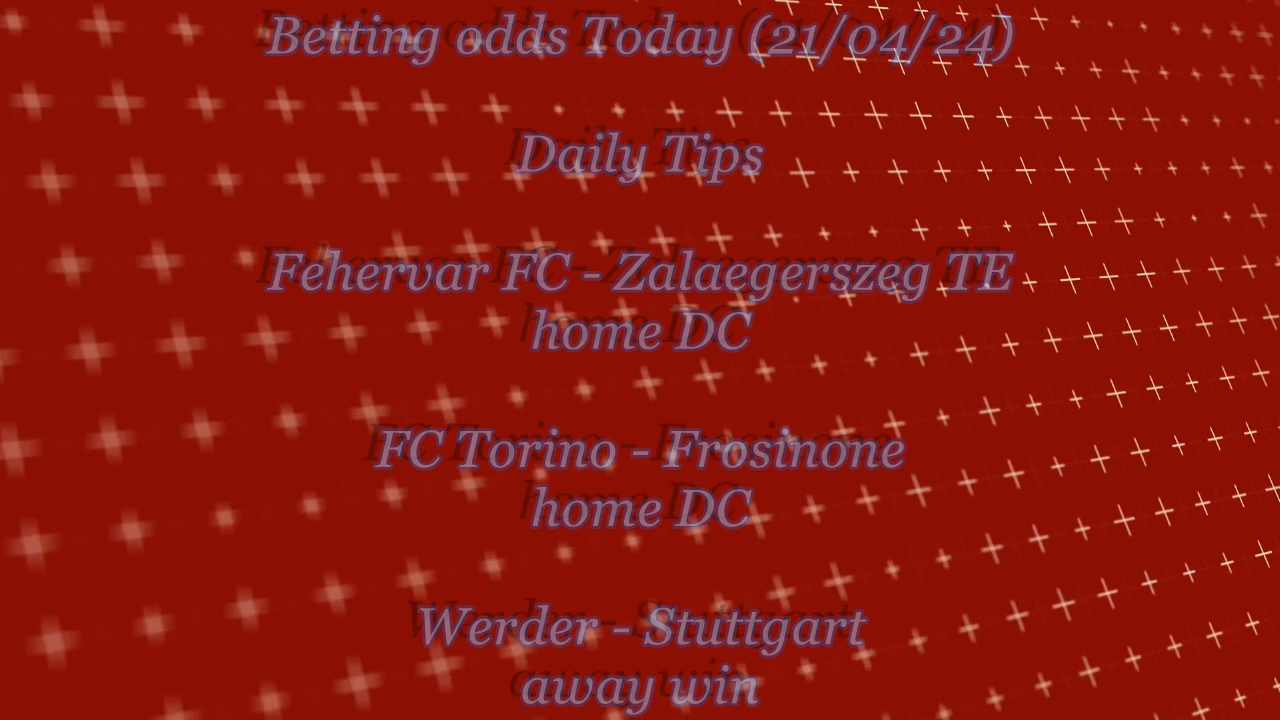 Betting odds Today (21/04/24)
Daily Tips
Fehervar FC - Zalaegerszeg TE
home DC
FC Torino - Frosinone
home DC
Werder - Stuttgart
away win